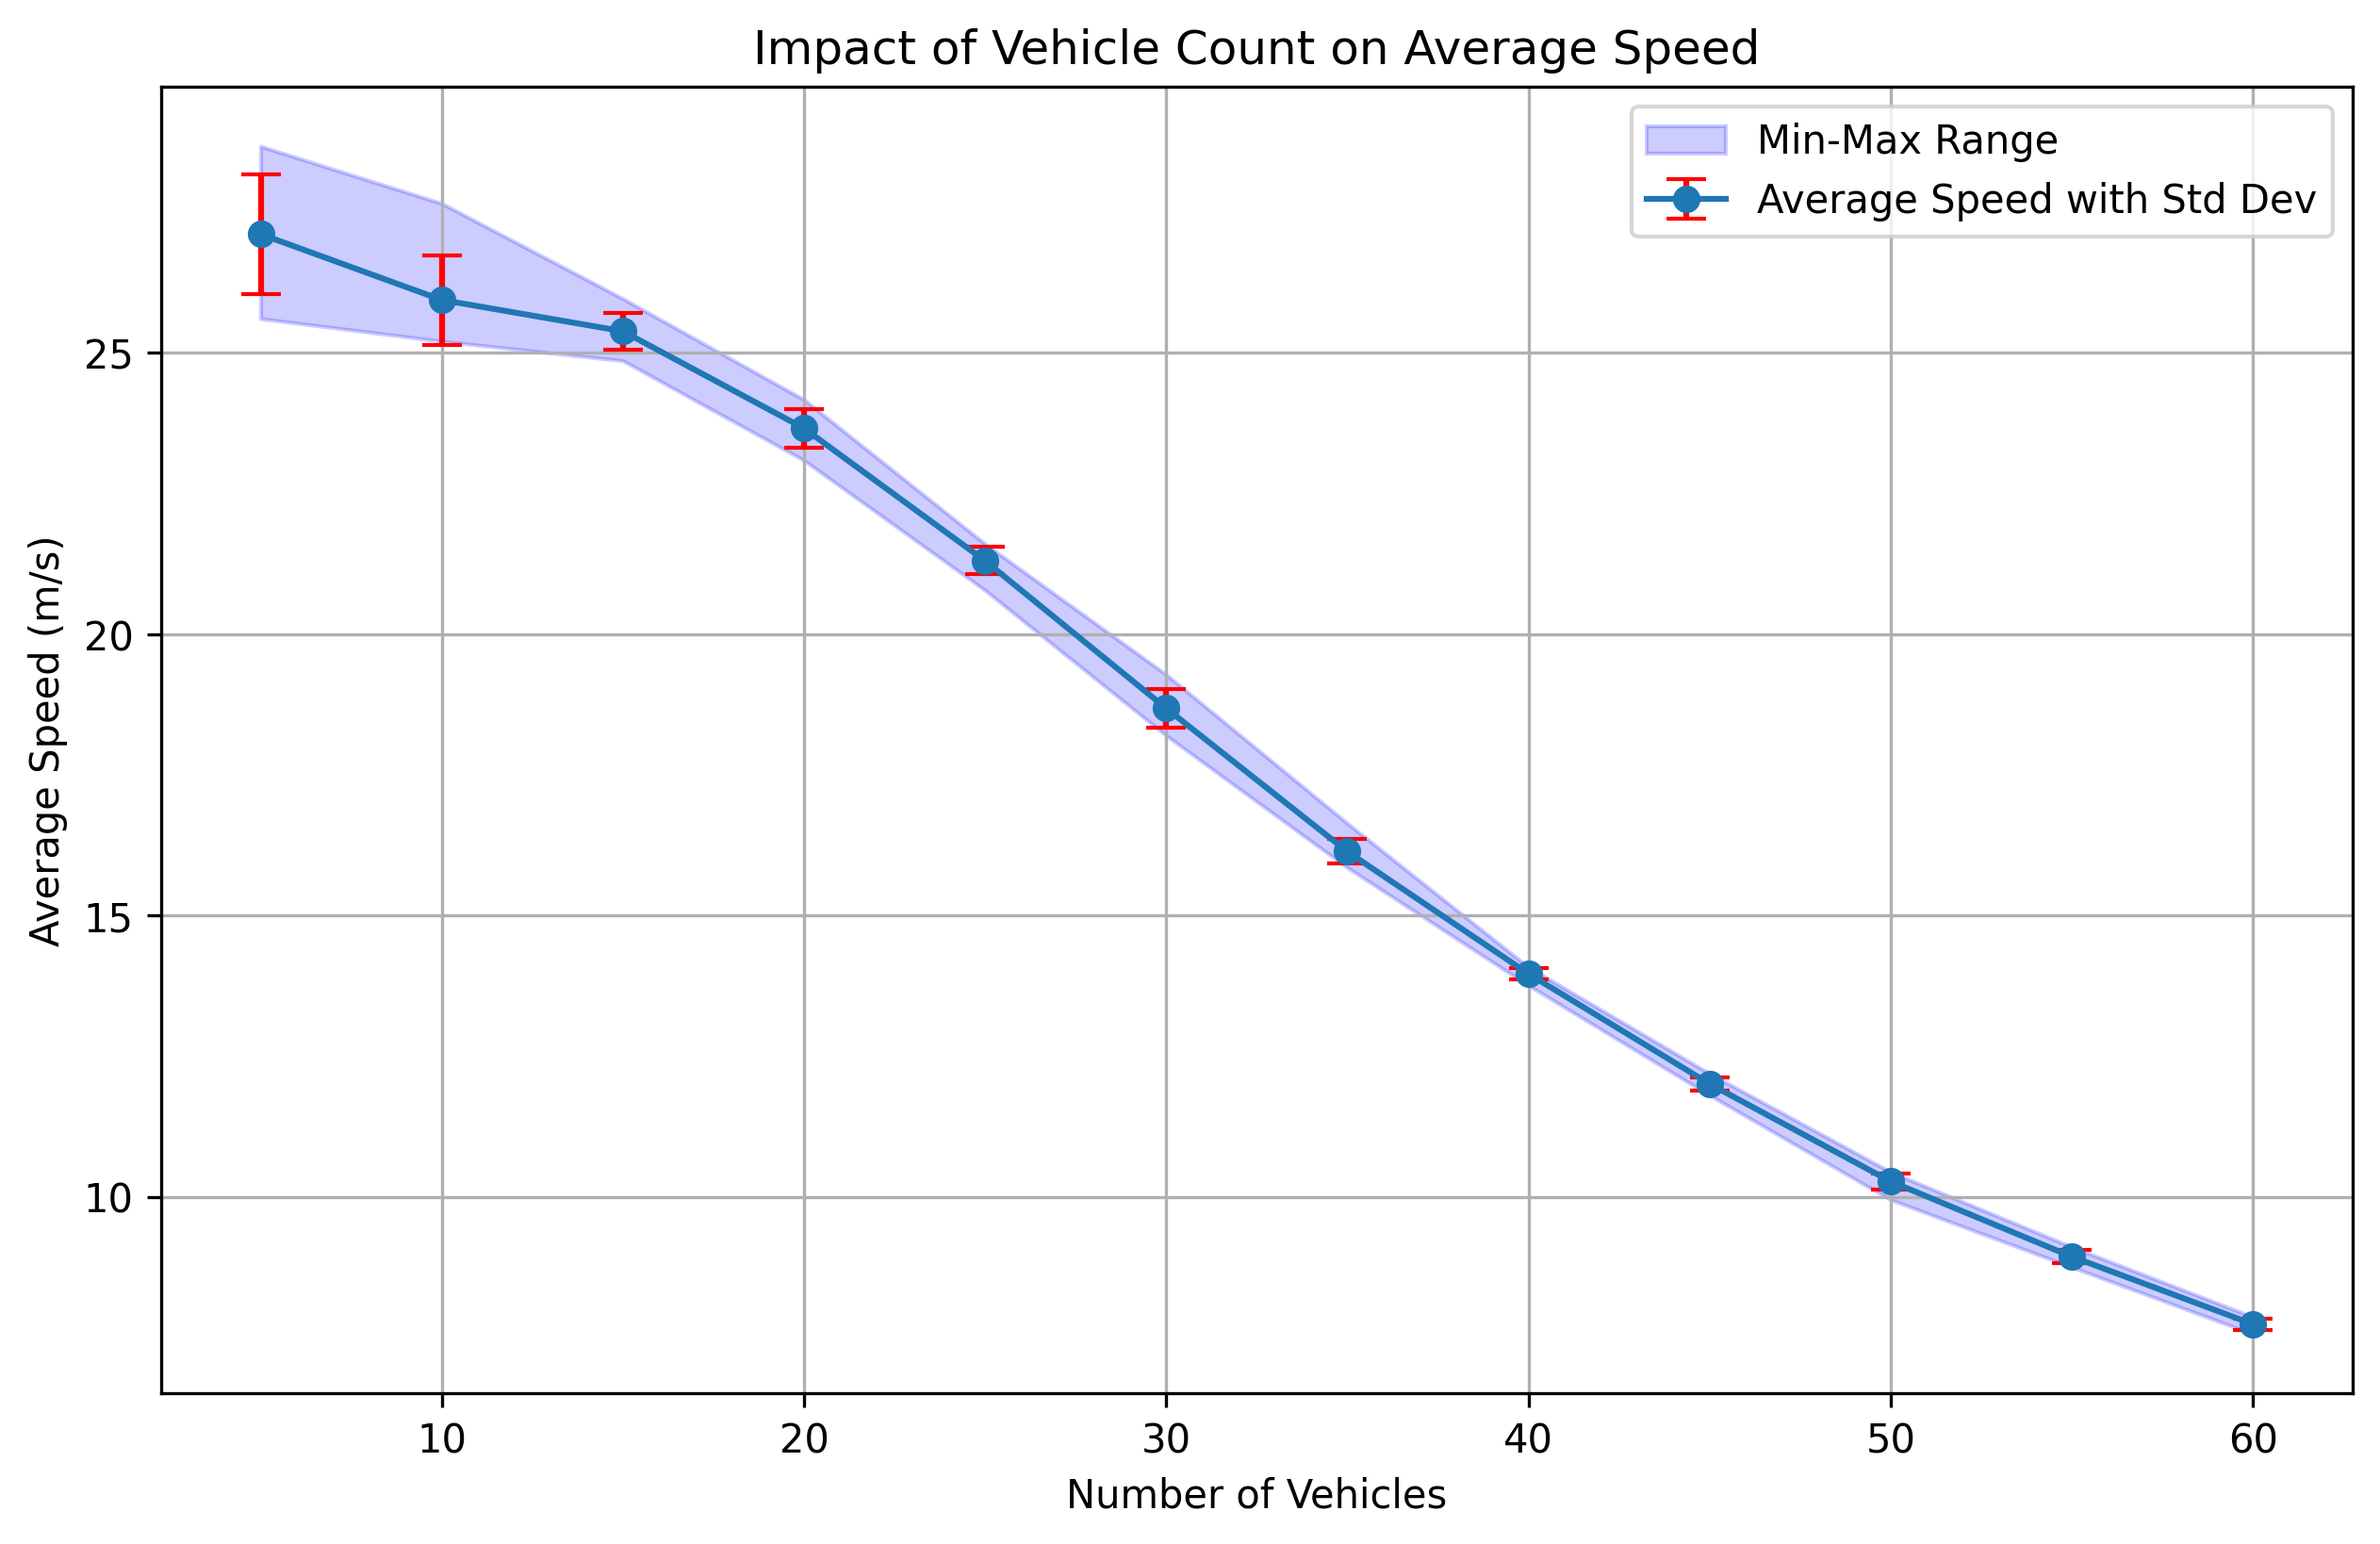 Impact of Vehicle Count on Average Speed
Min-Max Range
Average Speed with Std Dev
Average Speed (m/s)
25
20
15
10
10 20 30 40 50 60
Number of Vehicles